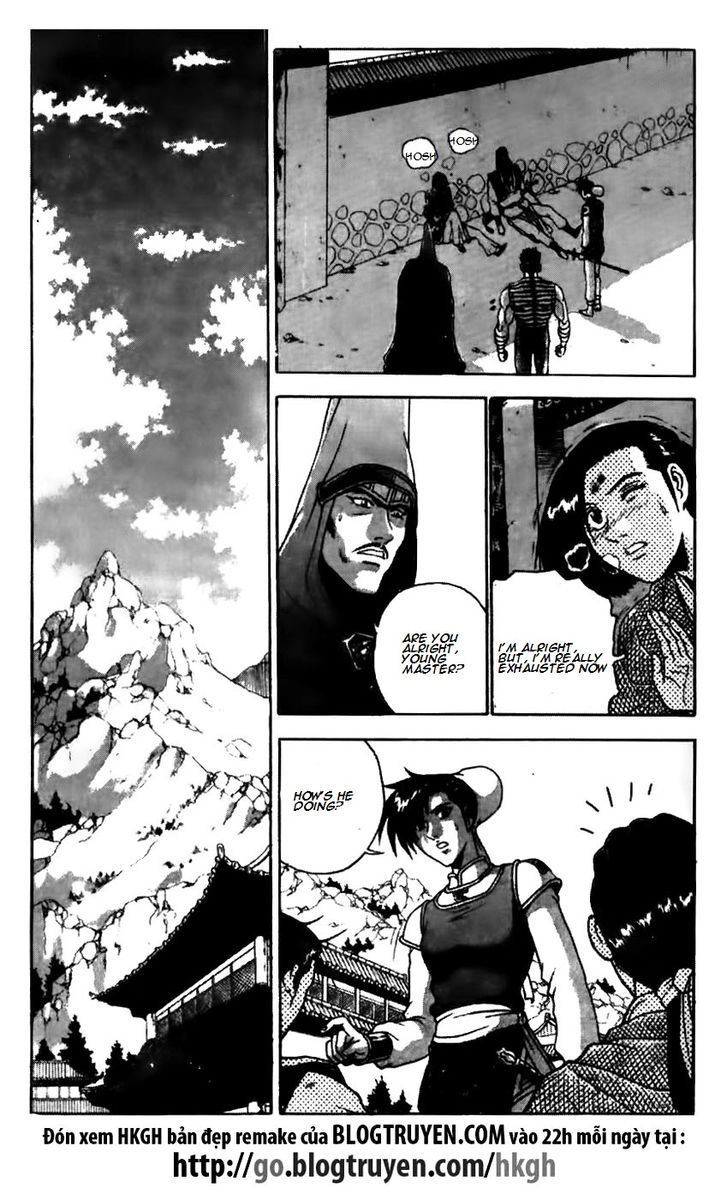 HOSH
HOSH
ARE YOU
ALRIGHT,
YOUNG
MASTER?
I'M ALRIGHT,
BUT, I'M REALLY
EXHAUSTED NOW
HOW'S HE
DOING?
Đón xem HKGH bản đẹp remake của BLOGTRUYEN.COM vào 22h mỗi ngày tại :
http://go.blogtruyen.com/hkgh